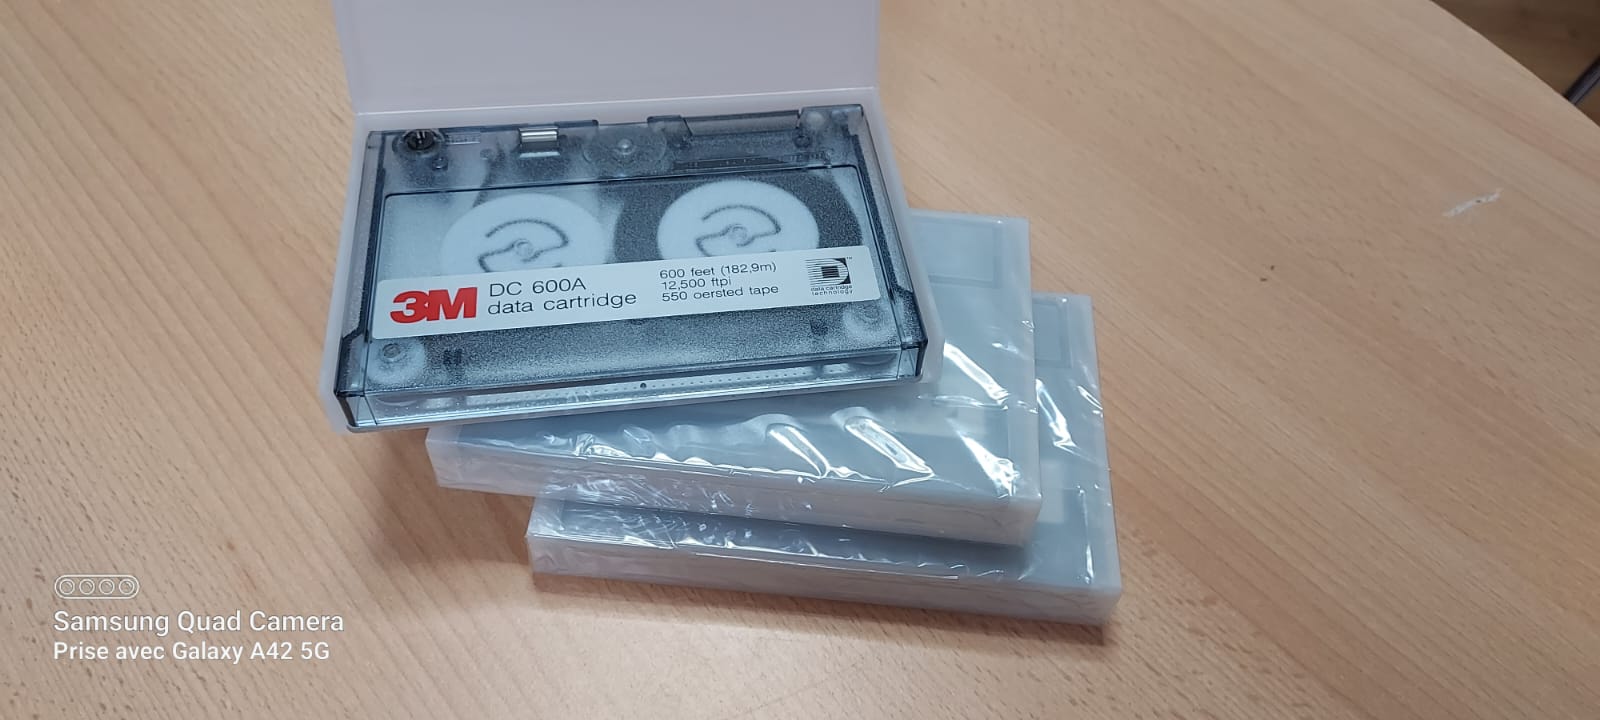 3M
DC 600A
data cartridge
600 feet (182,9m)
12,500 ftpi
550 oersted tape
data cartridge
technology
Samsung Quad Camera
Prise avec Galaxy A42 5G